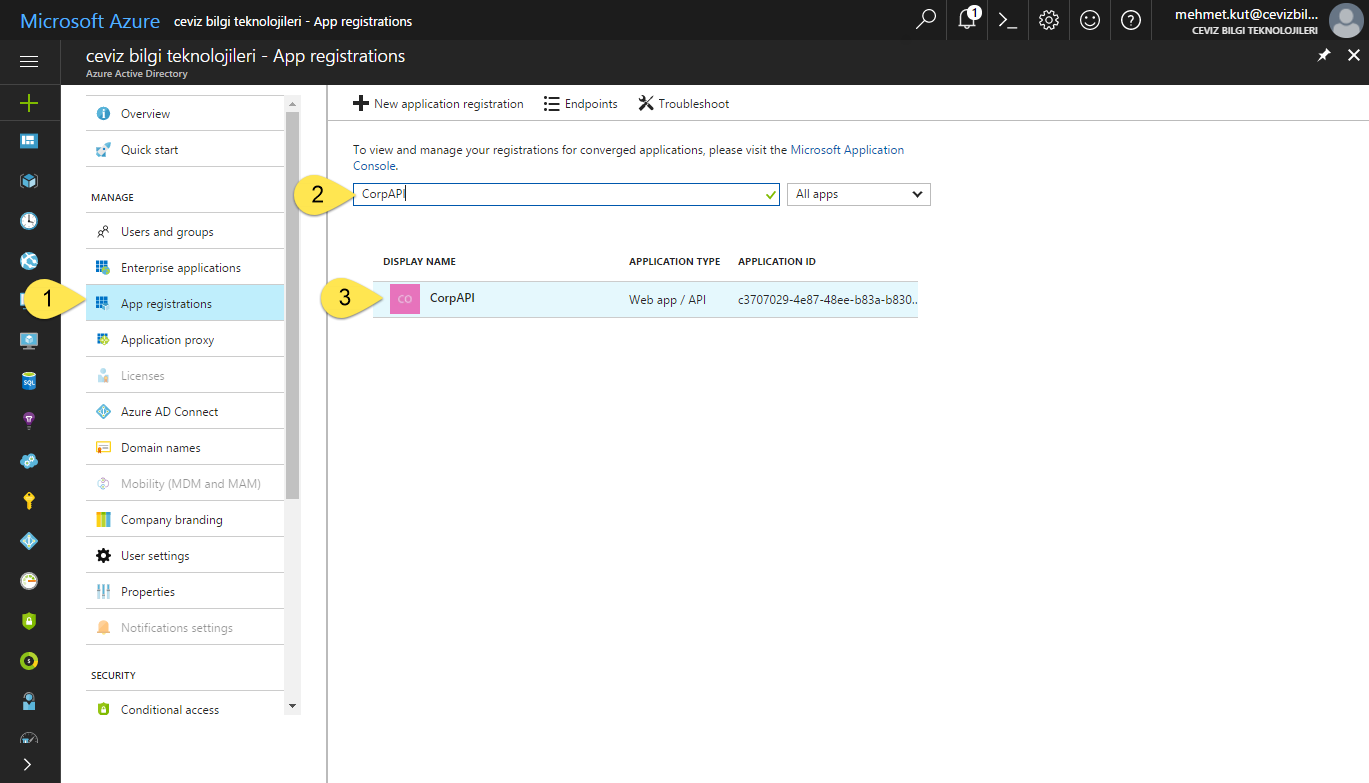 Microsoft Azure ceviz bilgi teknolojileri - App registrations
1
mehmet.kut@cevizbil...
CEVIZ BILGI TEKNOLOJILERI
ceviz bilgi teknolojileri - App registrations
Azure Active Directory
Overview
Quick start
MANAGE
Users and groups
Enterprise applications
1
App registrations
Application proxy
Licenses
Azure AD Connect
Domain names
Mobility (MDM and MAM)
Company branding
User settings
Properties
Notifications settings
SECURITY
Conditional access
New application registration Endpoints Troubleshoot
To view and manage your registrations for converged applications, please visit the Microsoft Application
Console.
2 CorpAPI All apps
DISPLAY NAME APPLICATION TYPE APPLICATION ID
3 CO CorpAPI Web app / API c3707029-4e87-48ee-b83a-b830..
SQL